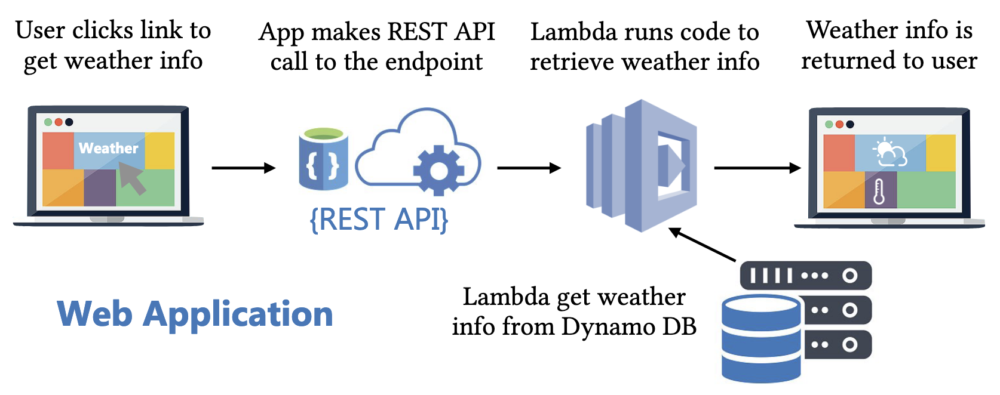 User clicks link to
get weather info
App makes REST API
call to the endpoint
Lambda runs code to
retrieve weather info
Weather info is
returned to user
Weather
{ }
{REST API}
Web Application
Lambda get weather
info from Dynamo DB